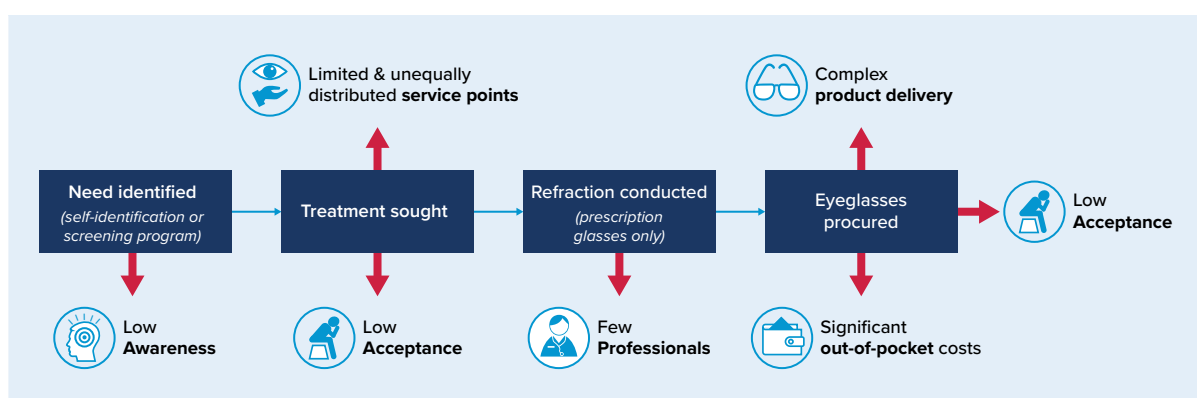 Limited & unequally
distributed service points
Complex
product delivery
Need identified
(self-identification or
screening program)
Treatment sought
Refraction conducted
(prescription
glasses only)
Eyeglasses
procured
Low
Acceptance
Low
Awareness
Low
Acceptance
Few
Professionals
Significant
out-of-pocket costs